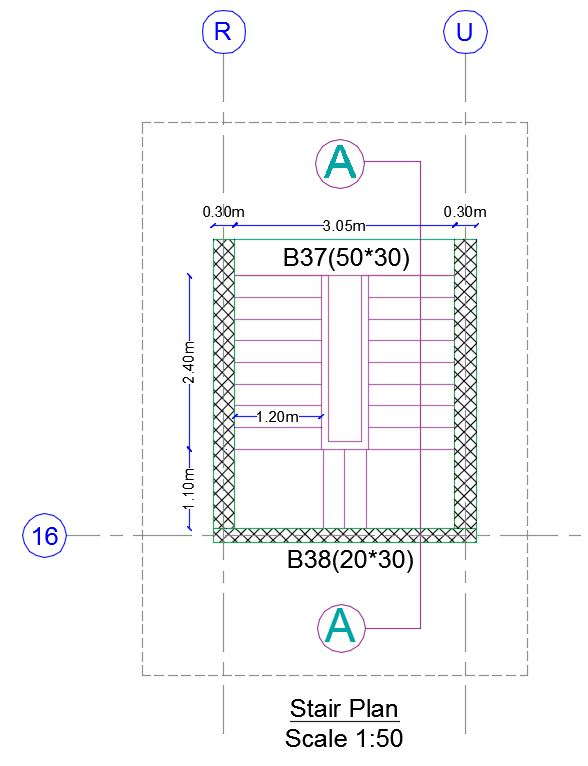 R U
A
0.30m 3.05m 0.30m
B37(50*30)
2.40m
1.20m
1.10m
16
B38(20*30)
A
Stair Plan
Scale 1:50